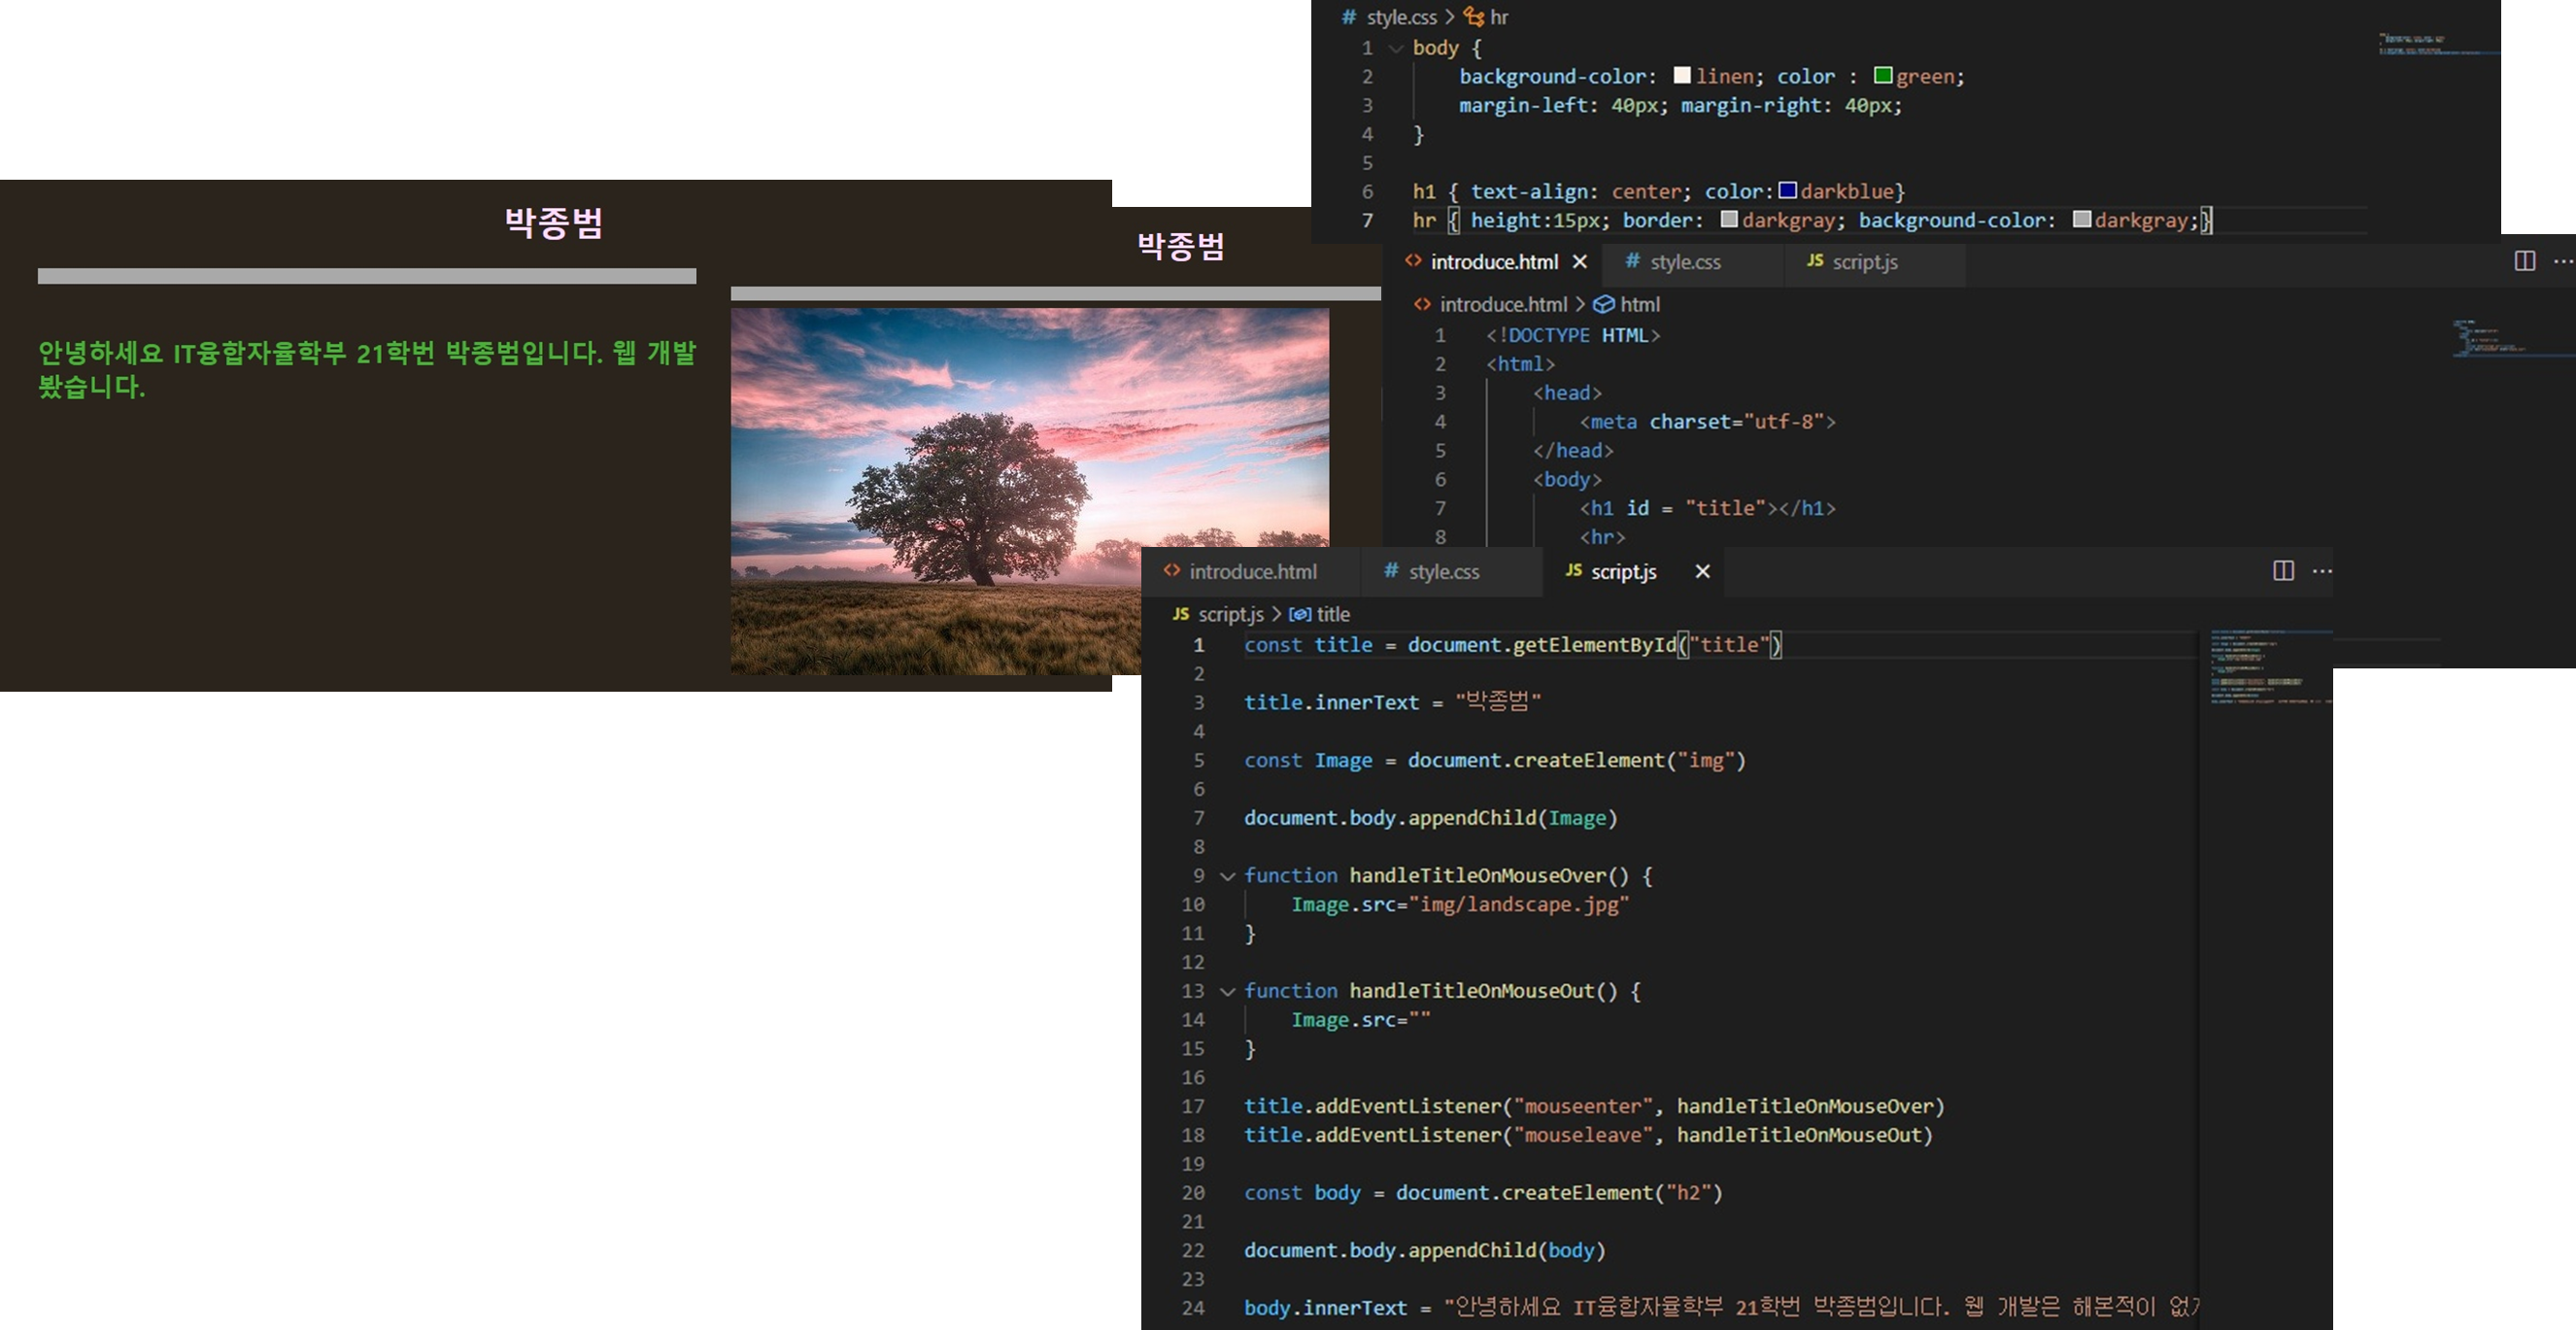 박종범
안녕하세요 IT융합자율학부 21학번 박종범입니다. 웹 개발
봤습니다.
박종범
# style.css > hr
1 body {
2 background-color: linen; color : green;
3 margin-left: 40px; margin-right: 40px;
4 }
5
6 h1 { text-align: center; color:darkblue}
7 hr { height:15px; border: darkgray; background-color: darkgray;}
<> introduce.html × # style.css JS script.js ···
<> introduce.html > html
1 <!DOCTYPE HTML>
2 <html>
3 <head>
4 <meta charset="utf-8">
5 </head>
6 <body>
7 <h1 id = "title"></h1>
8 <hr>
<> introduce.html # style.css JS script.js × ···
JS script.js > title
1 const title = document.getElementById("title")
2
3 title.innerText = "박종범"
4
5 const Image = document.createElement("img")
6
7 document.body.appendChild(Image)
8
9 function handleTitleOnMouseOver() {
10 Image.src="img/landscape.jpg"
11 }
12
13 function handleTitleOnMouseOut() {
14 Image.src=""
15 }
16
17 title.addEventListener("mouseenter", handleTitleOnMouseOver)
18 title.addEventListener("mouseleave", handleTitleOnMouseOut)
19
20 const body = document.createElement("h2")
21
22 document.body.appendChild(body)
23
24 body.innerText = "안녕하세요 IT융합자율학부 21학번 박종범입니다. 웹 개발은 해본적이